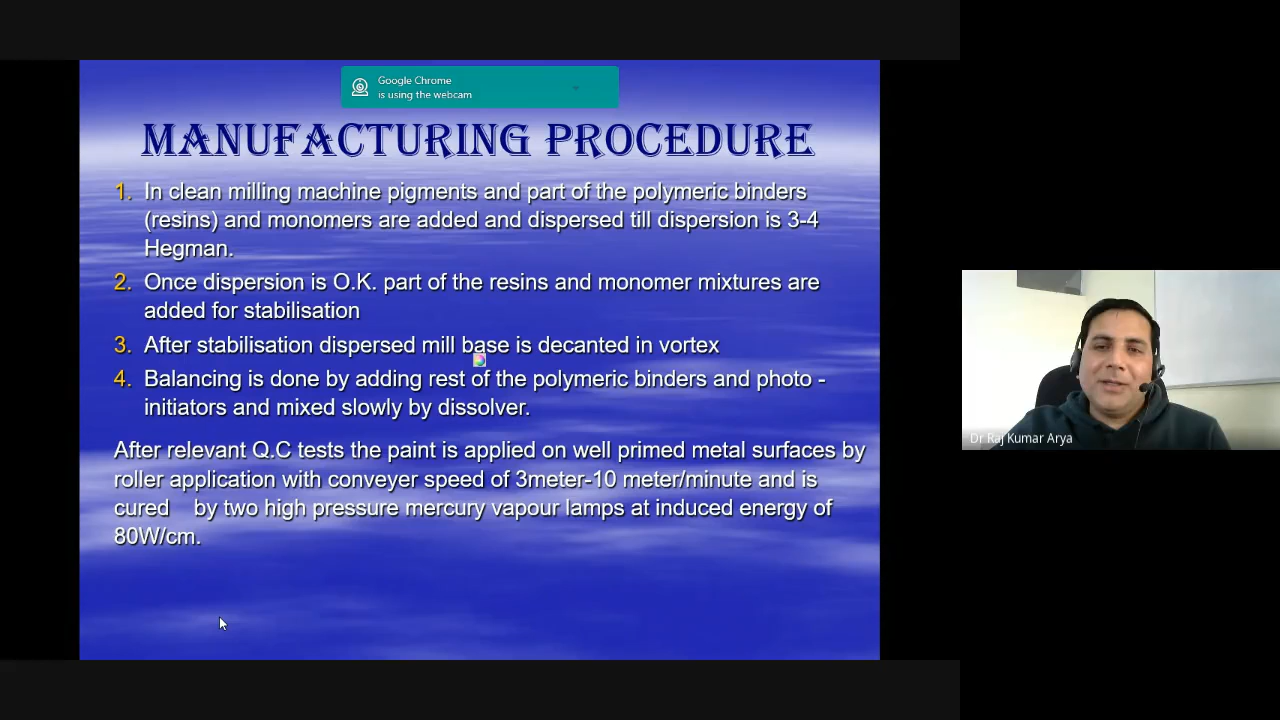 Google Chrome
is using the webcam
MANUFACTURING PROCEDURE
1. In clean milling machine pigments and part of the polymeric binders
(resins) and monomers are added and dispersed till dispersion is 3-4
Hegman.
2. Once dispersion is O.K. part of the resins and monomer mixtures are
added for stabilisation
3. After stabilisation dispersed mill base is decanted in vortex
4. Balancing is done by adding rest of the polymeric binders and photo -
initiators and mixed slowly by dissolver.
After relevant Q.C tests the paint is applied on well primed metal surfaces by
roller application with conveyer speed of 3meter-10 meter/minute and is
cured by two high pressure mercury vapour lamps at induced energy of
80W/cm.
Dr Raj Kumar Arya